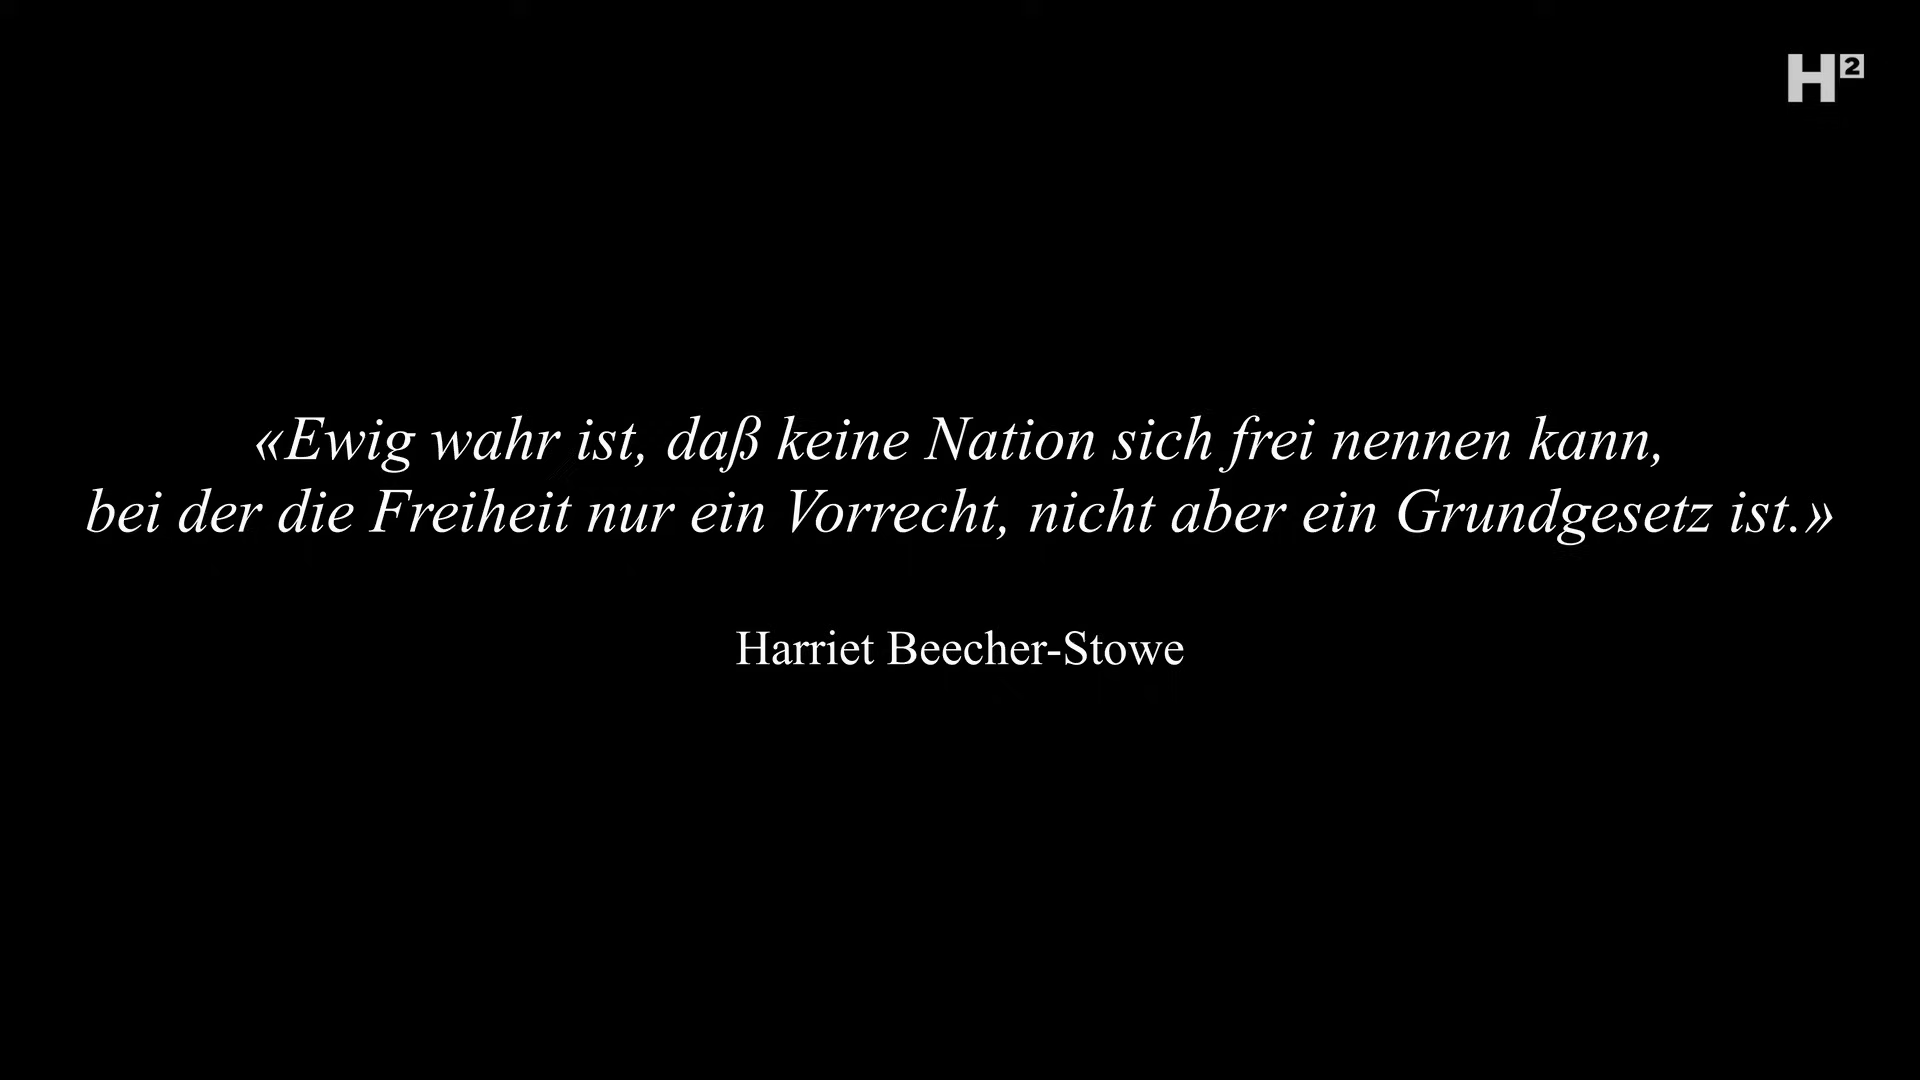 H²
«Ewig wahr ist, daß keine Nation sich frei nennen kann,
bei der die Freiheit nur ein Vorrecht, nicht aber ein Grundgesetz ist.»
Harriet Beecher-Stowe